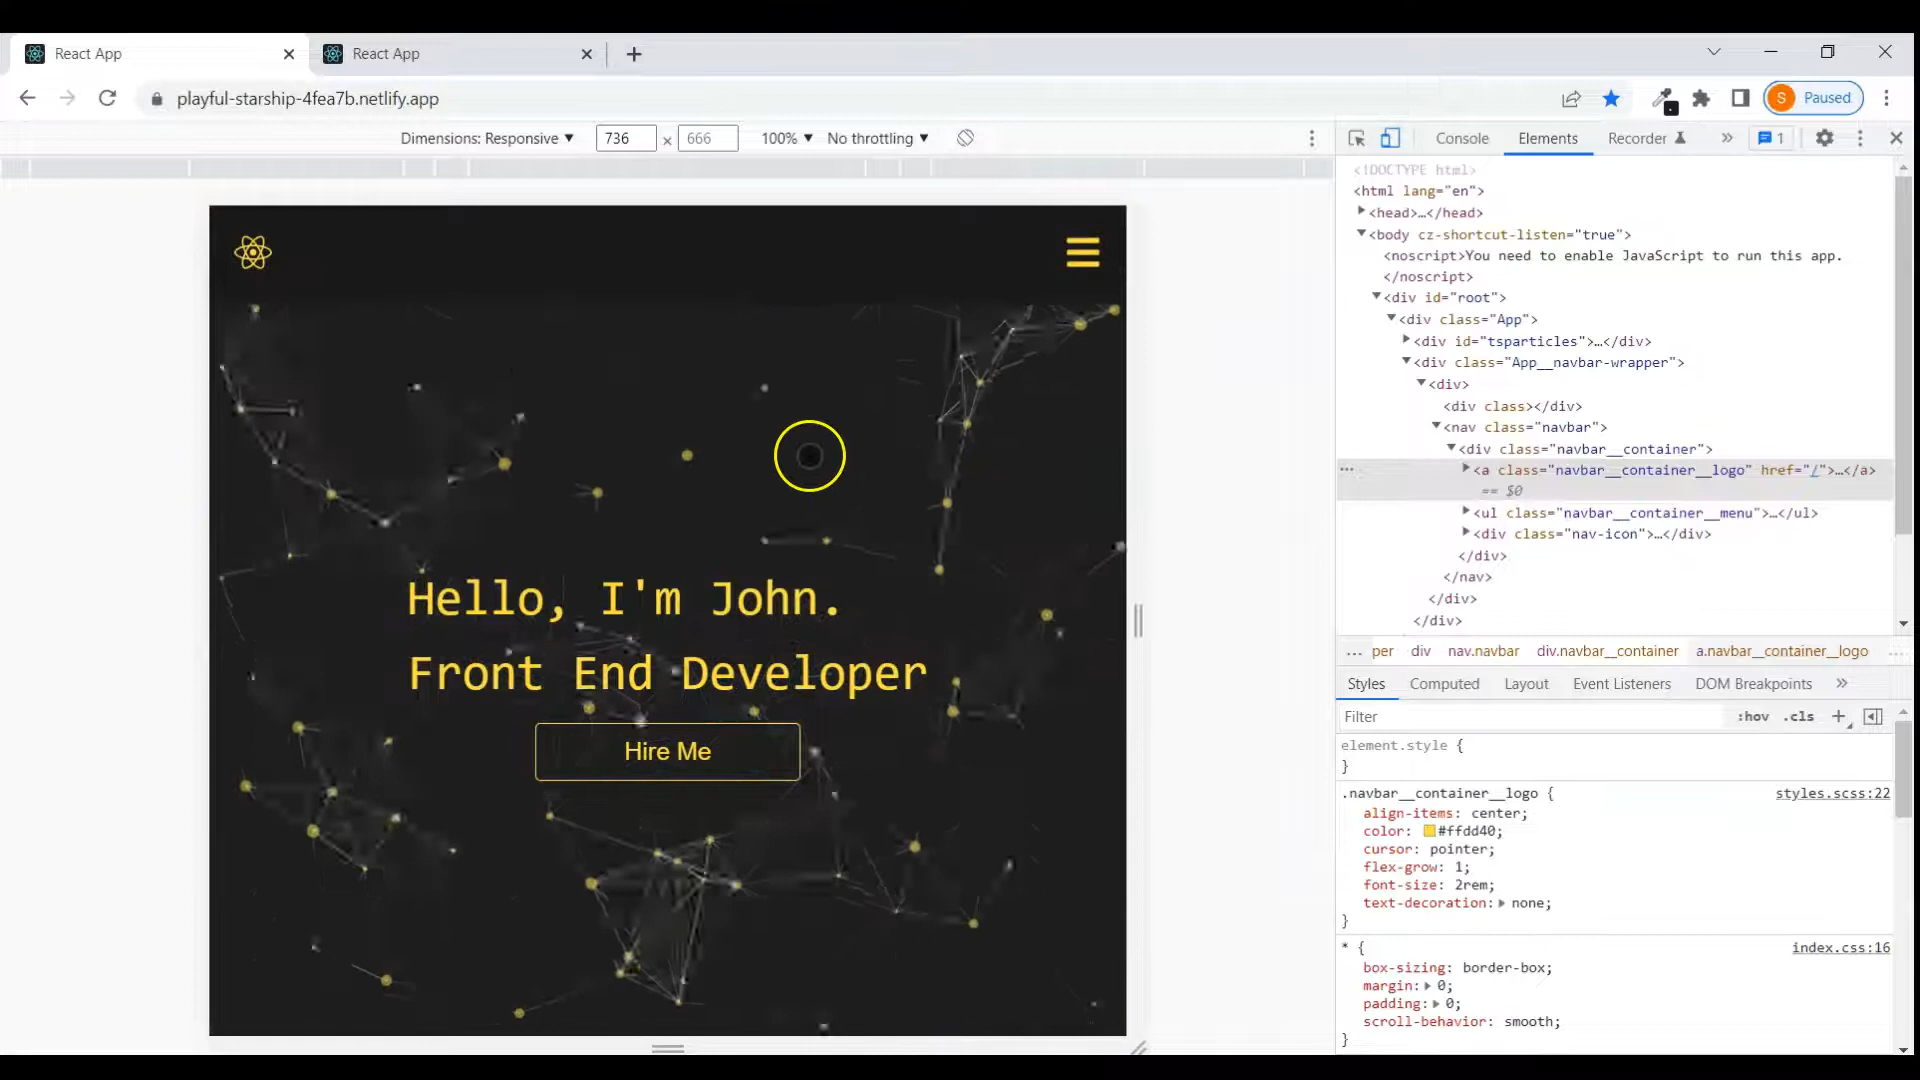 React App
React App
playful-starship-4fea7b.netlify.app
S Paused
Dimensions: Responsive 736 x 666 100% No throttling
Console Elements Recorder 1
<!DOCTYPE html>
<html lang="en">
<head>…</head>
<body cz-shortcut-listen="true">
<noscript>You need to enable JavaScript to run this app.
</noscript>
<div id="root">
<div class="App">
<div id="tsparticles">…</div>
<div class="App__navbar-wrapper">
<div>
<div class></div>
<nav class="navbar">
<div class="navbar__container">
<a class="navbar__container__logo" href="/">…</a>
== $0
<ul class="navbar__container__menu">…</ul>
<div class="nav-icon">…</div>
</div>
</nav>
</div>
</div>
… per div nav.navbar div.navbar__container a.navbar__container__logo
Styles Computed Layout Event Listeners DOM Breakpoints
Filter :hov .cls
element.style {
}
.navbar__container__logo { styles.scss:22
align-items: center;
color: #ffdd40;
cursor: pointer;
flex-grow: 1;
font-size: 2rem;
text-decoration: none;
}
* { index.css:16
box-sizing: border-box;
margin: 0;
padding: 0;
scroll-behavior: smooth;
}
Hello, I'm John.
Front End Developer
Hire Me